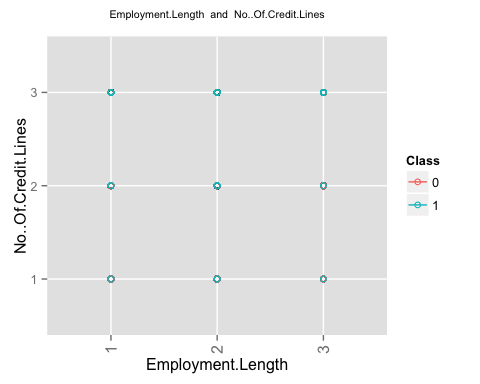 Employment.Length and No..Of.Credit.Lines
No..Of.Credit.Lines
3
2
1
1
2
3
Employment.Length
Class
0
1